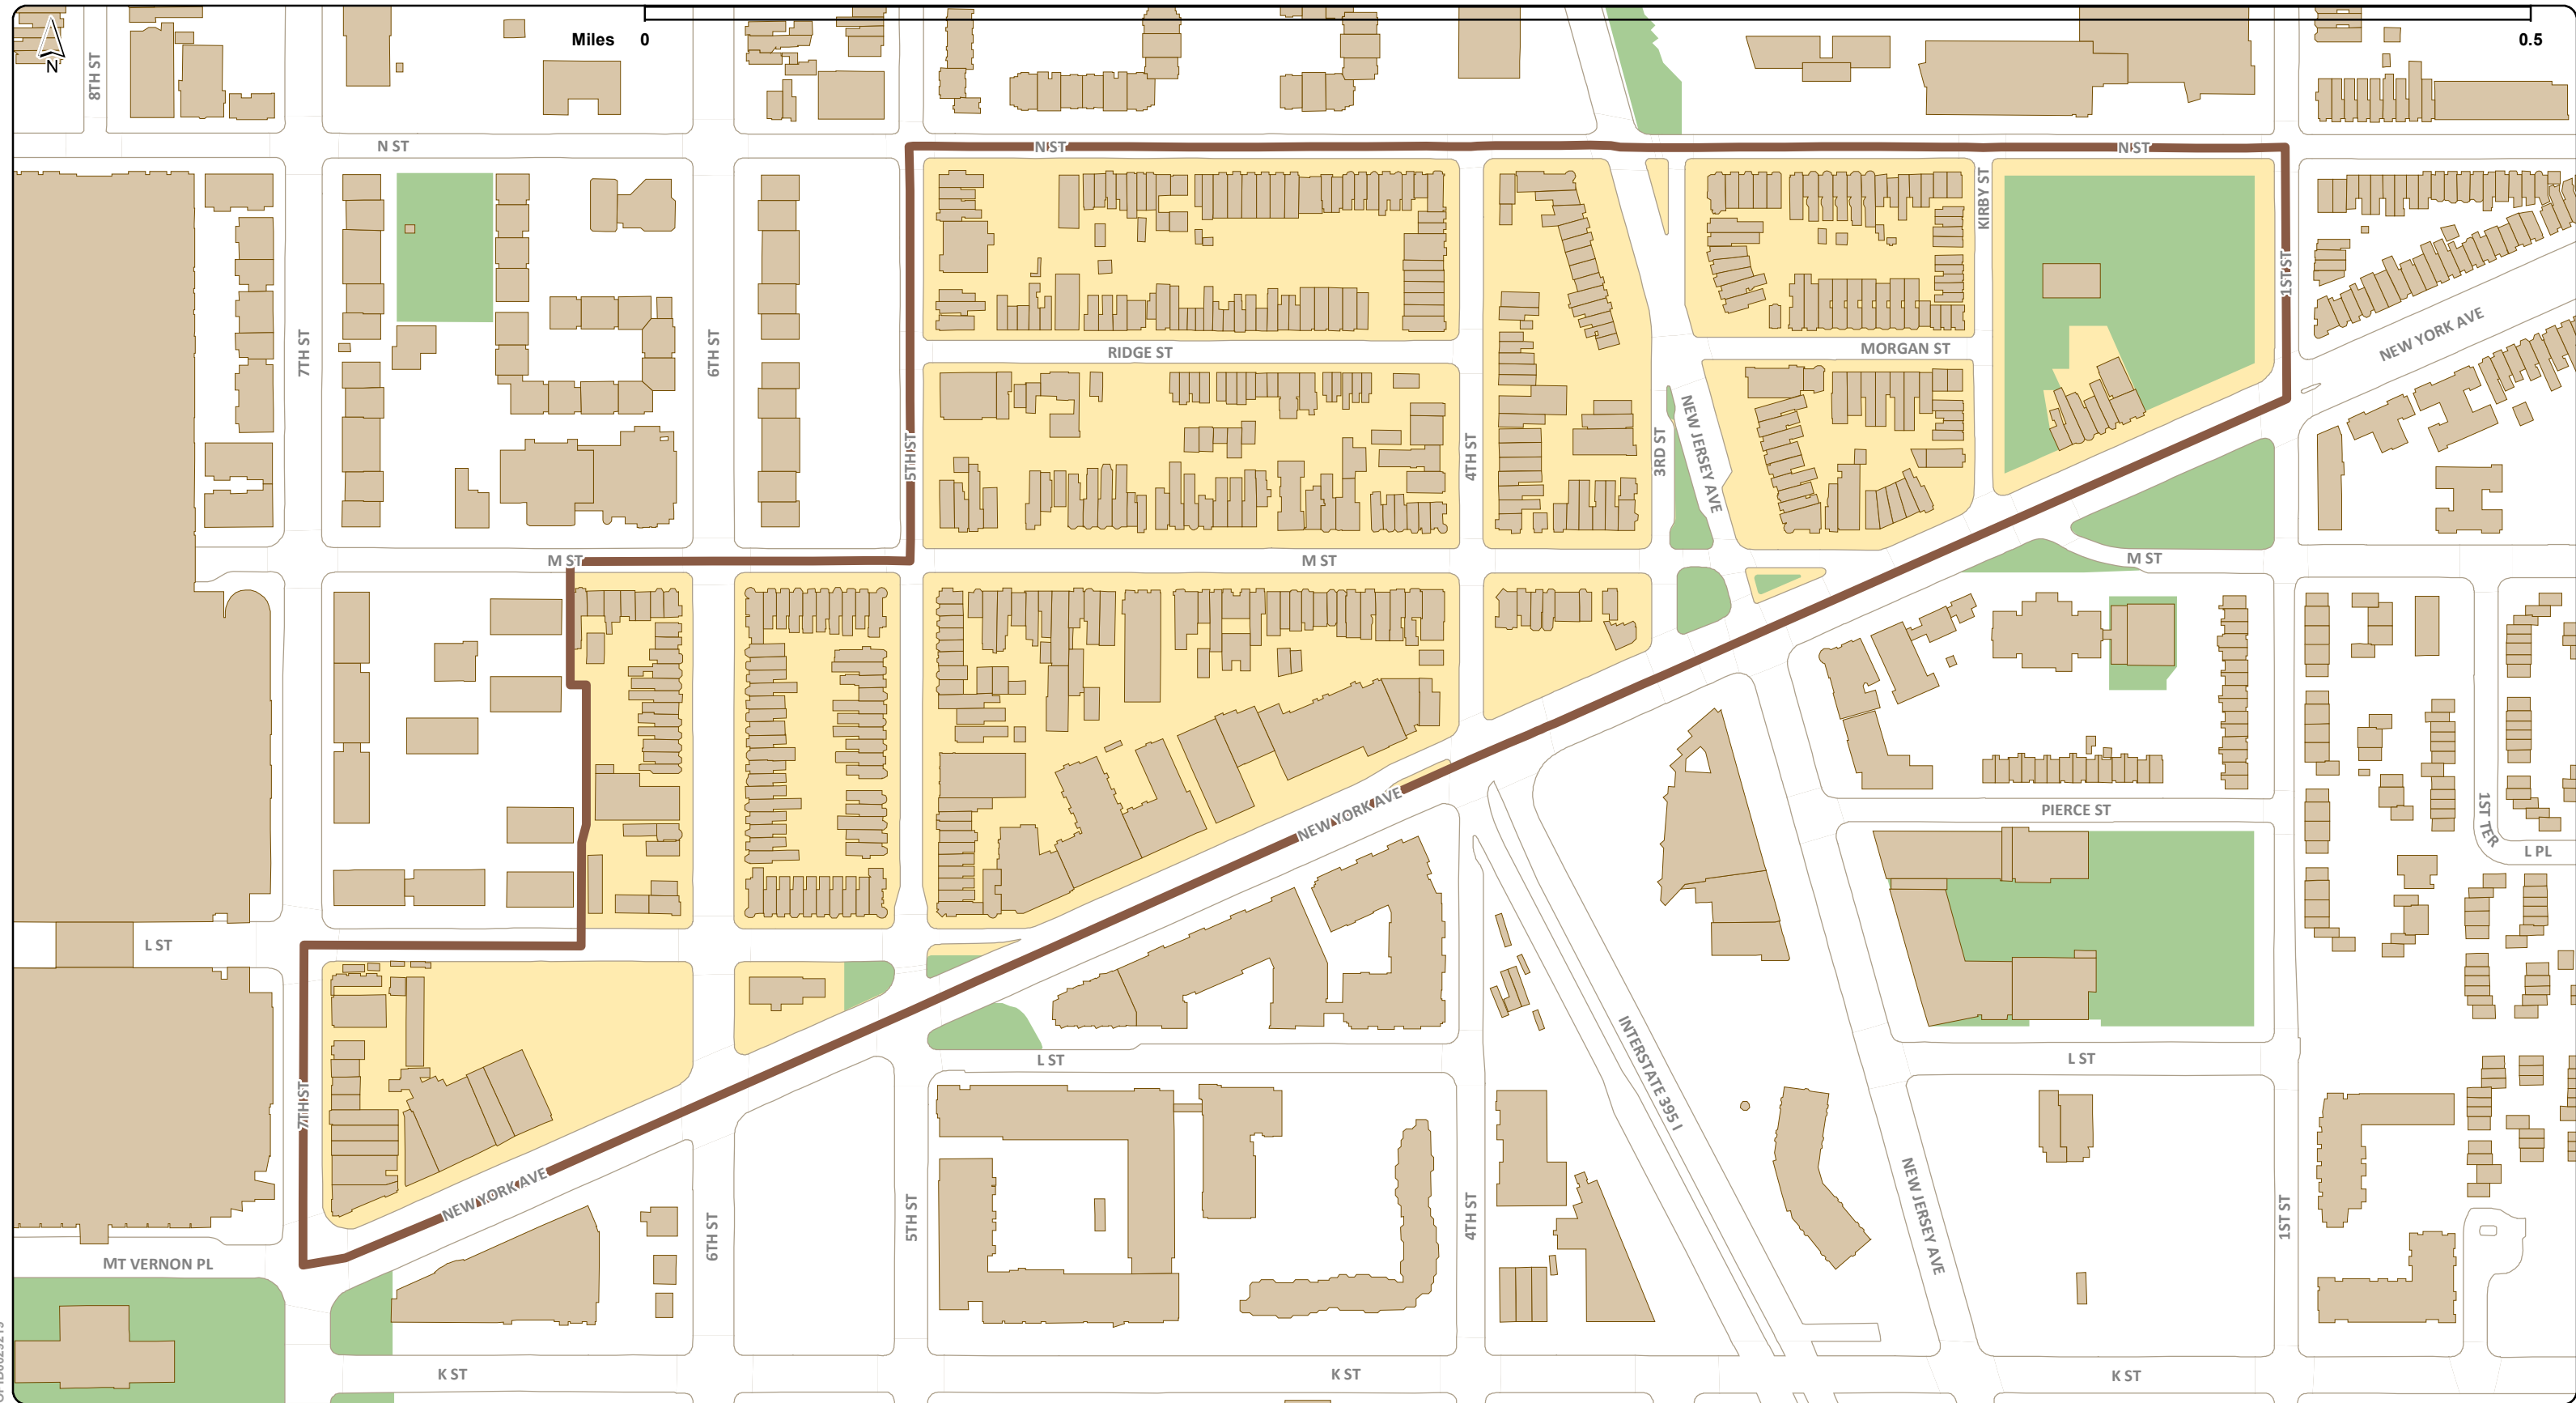 Miles 0 0.5
N
8TH ST
N ST
N ST
N ST
KIRBY ST
1ST ST
NEW YORK AVE
7TH ST
6TH ST
RIDGE ST
MORGAN ST
5TH ST
4TH ST
3RD ST
NEW JERSEY AVE
M ST
M ST
M ST
NEW YORK AVE
PIERCE ST
1ST TER
L PL
L ST
INTERSTATE 395 I
L ST
L ST
7TH ST
NEW YORK AVE
6TH ST
5TH ST
4TH ST
NEW JERSEY AVE
1ST ST
MT VERNON PL
K ST
K ST
K ST